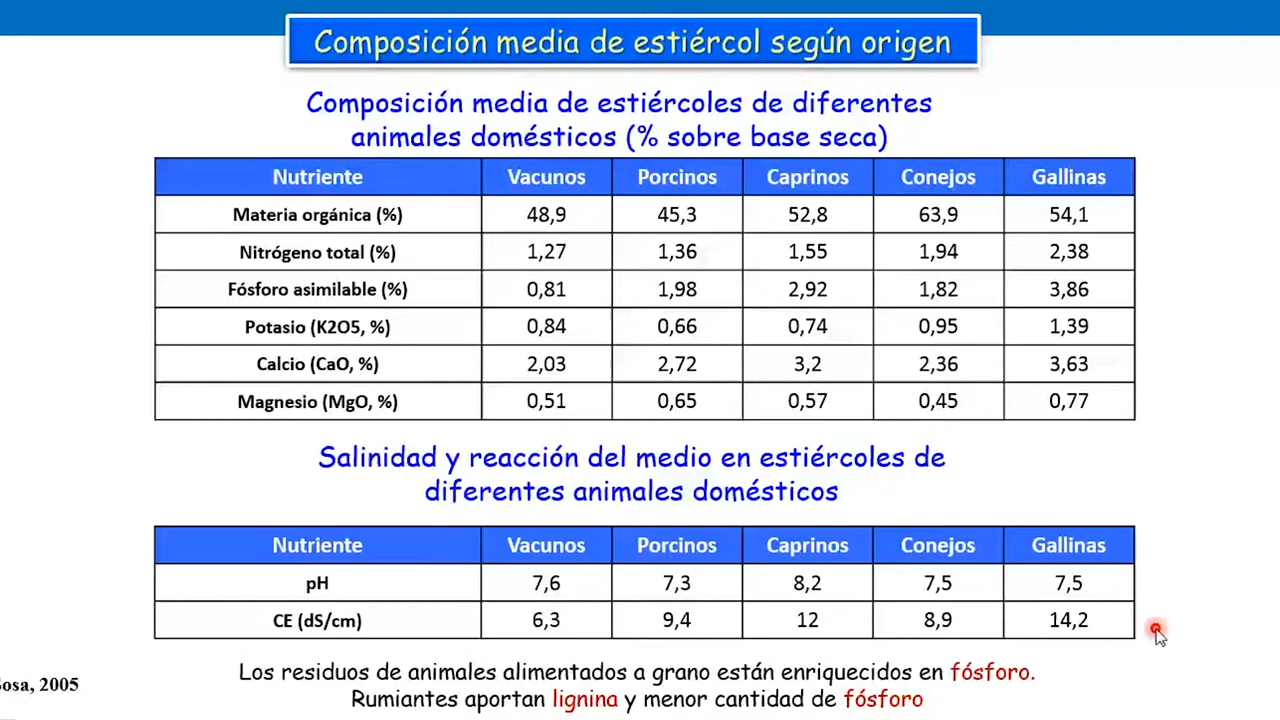 Composición media de estiércol según origen
Composición media de estiércoles de diferentes
animales domésticos (% sobre base seca)
Nutriente Vacunos Porcinos Caprinos Conejos Gallinas
Materia orgánica (%) 48,9 45,3 52,8 63,9 54,1
Nitrógeno total (%) 1,27 1,36 1,55 1,94 2,38
Fósforo asimilable (%) 0,81 1,98 2,92 1,82 3,86
Potasio (K2O5, %) 0,84 0,66 0,74 0,95 1,39
Calcio (CaO, %) 2,03 2,72 3,2 2,36 3,63
Magnesio (MgO, %) 0,51 0,65 0,57 0,45 0,77
Salinidad y reacción del medio en estiércoles de
diferentes animales domésticos
Nutriente Vacunos Porcinos Caprinos Conejos Gallinas
pH 7,6 7,3 8,2 7,5 7,5
CE (dS/cm) 6,3 9,4 12 8,9 14,2
Los residuos de animales alimentados a grano están enriquecidos en fósforo.
Rumiantes aportan lignina y menor cantidad de fósforo
2005